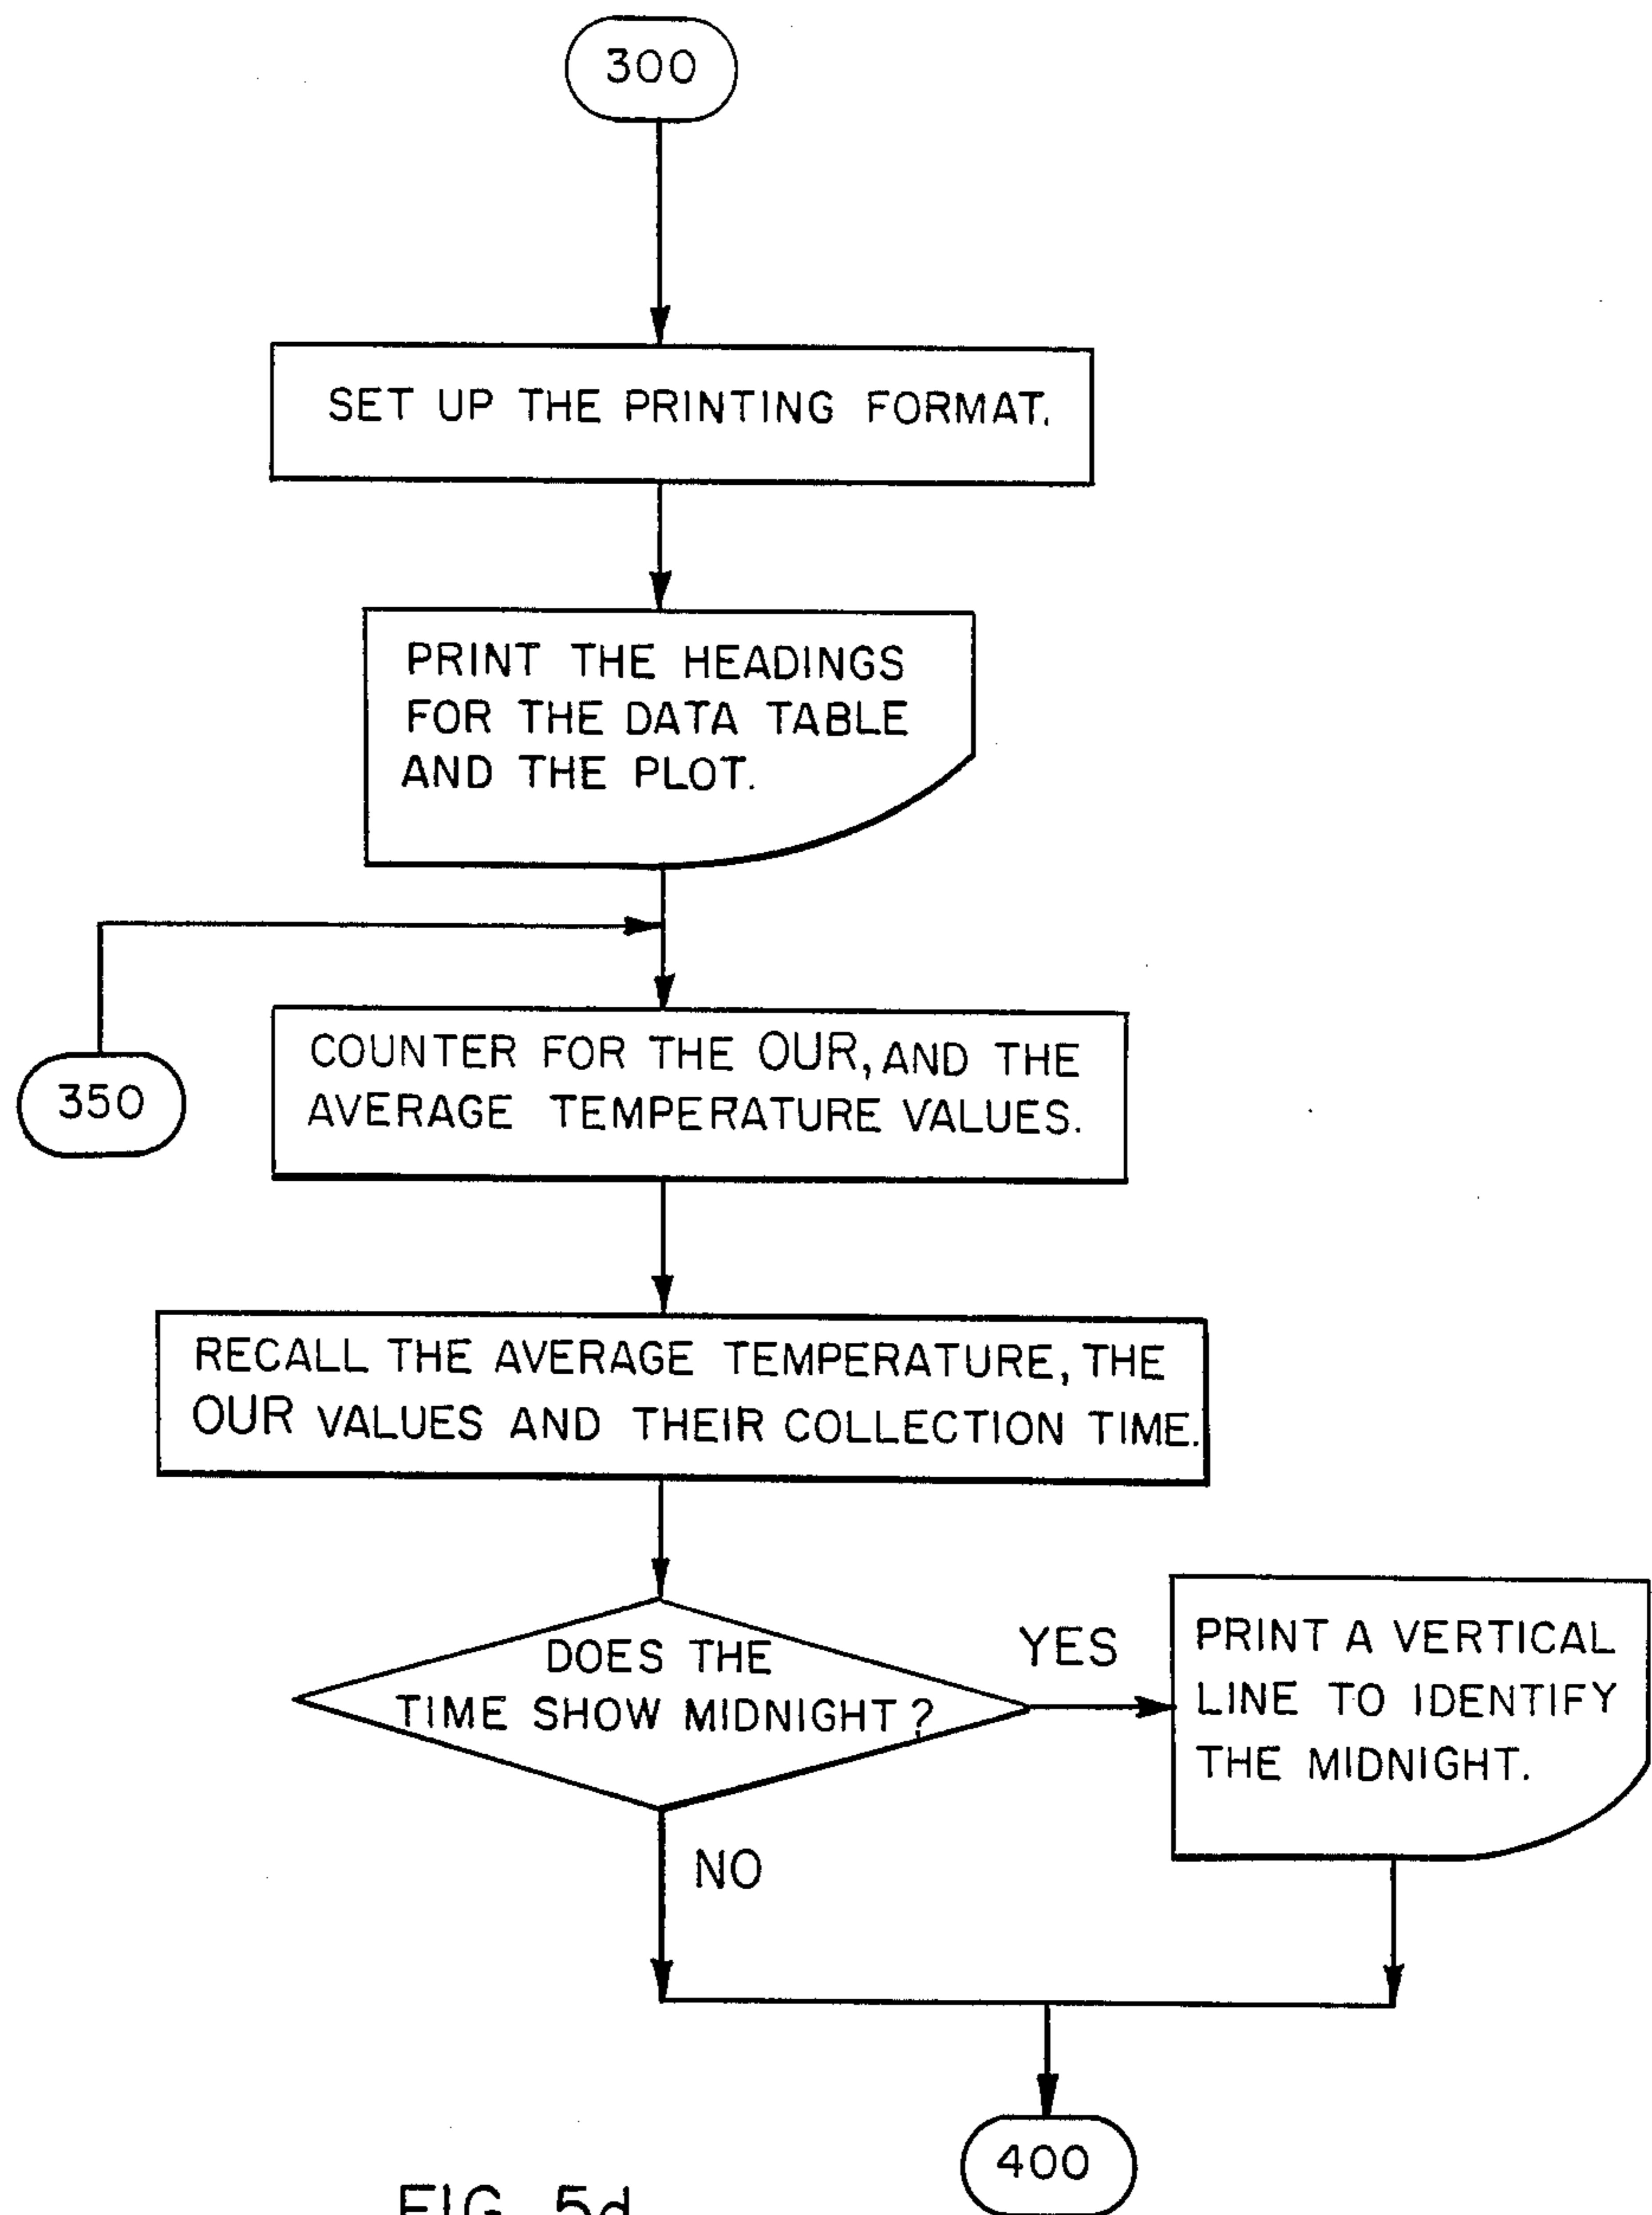 300
SET UP THE PRINTING FORMAT.
PRINT THE HEADINGS
FOR THE DATA TABLE
AND THE PLOT.
350
COUNTER FOR THE OUR, AND THE
AVERAGE TEMPERATURE VALUES.
RECALL THE AVERAGE TEMPERATURE, THE
OUR VALUES AND THEIR COLLECTION TIME.
DOES THE
TIME SHOW MIDNIGHT?
YES
PRINT A VERTICAL
LINE TO IDENTIFY
THE MIDNIGHT.
NO
400
FIG. 5d